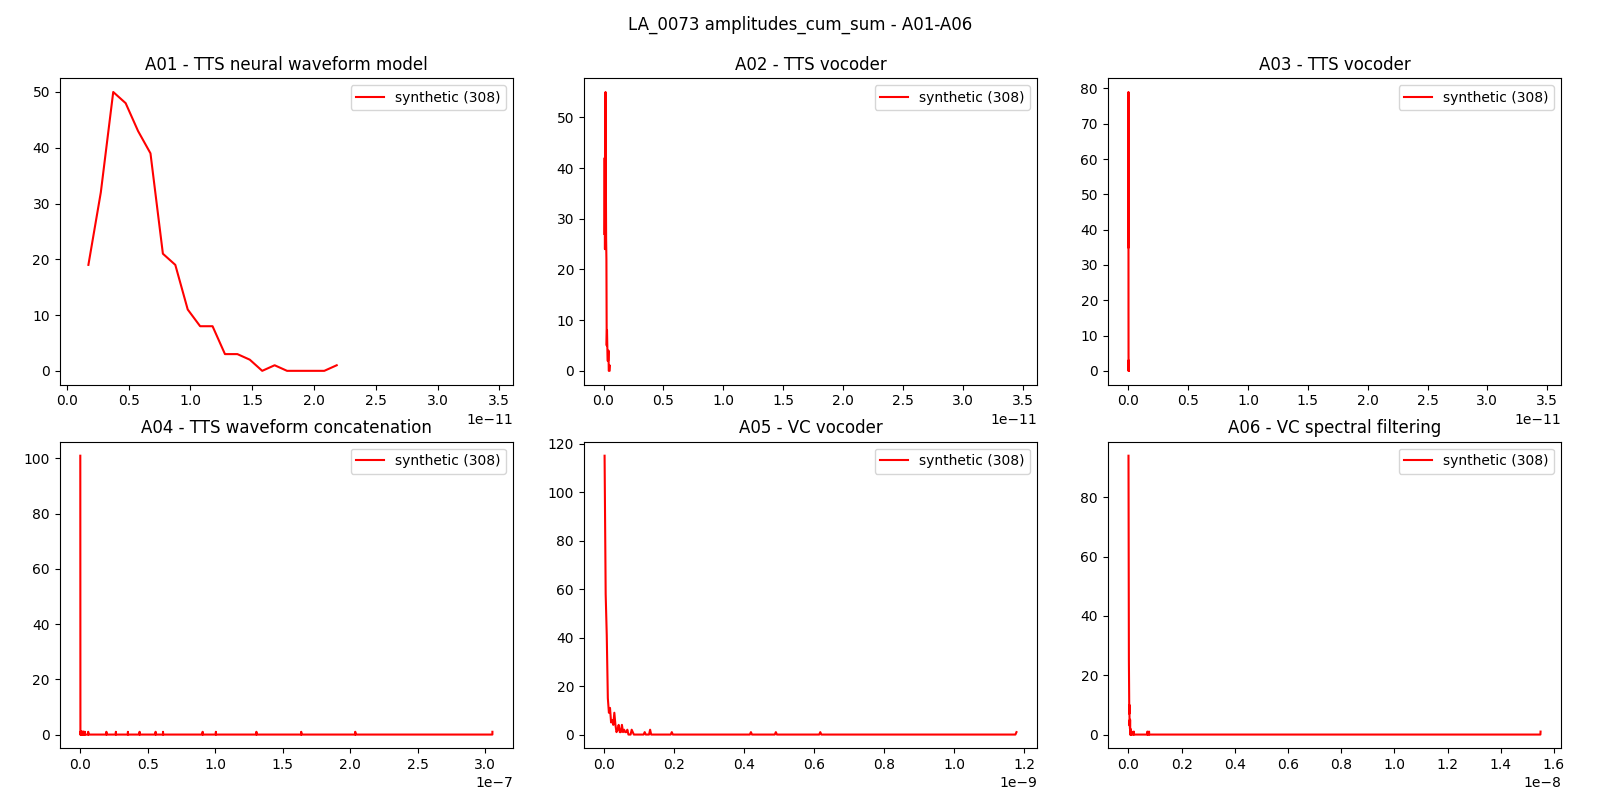 LA_0073 amplitudes_cum_sum - A01-A06
A01 - TTS neural waveform model
synthetic (308)
50
40
30
20
10
0
0.0 0.5 1.0 1.5 2.0 2.5 3.0 3.5
1e−11
A02 - TTS vocoder
synthetic (308)
50
40
30
20
10
0
0.0 0.5 1.0 1.5 2.0 2.5 3.0 3.5
1e−11
A03 - TTS vocoder
synthetic (308)
80
70
60
50
40
30
20
10
0
0.0 0.5 1.0 1.5 2.0 2.5 3.0 3.5
1e−11
A04 - TTS waveform concatenation
synthetic (308)
100
80
60
40
20
0
0.0 0.5 1.0 1.5 2.0 2.5 3.0
1e−7
A05 - VC vocoder
synthetic (308)
120
100
80
60
40
20
0
0.0 0.2 0.4 0.6 0.8 1.0 1.2
1e−9
A06 - VC spectral filtering
synthetic (308)
80
60
40
20
0
0.0 0.2 0.4 0.6 0.8 1.0 1.2 1.4 1.6
1e−8